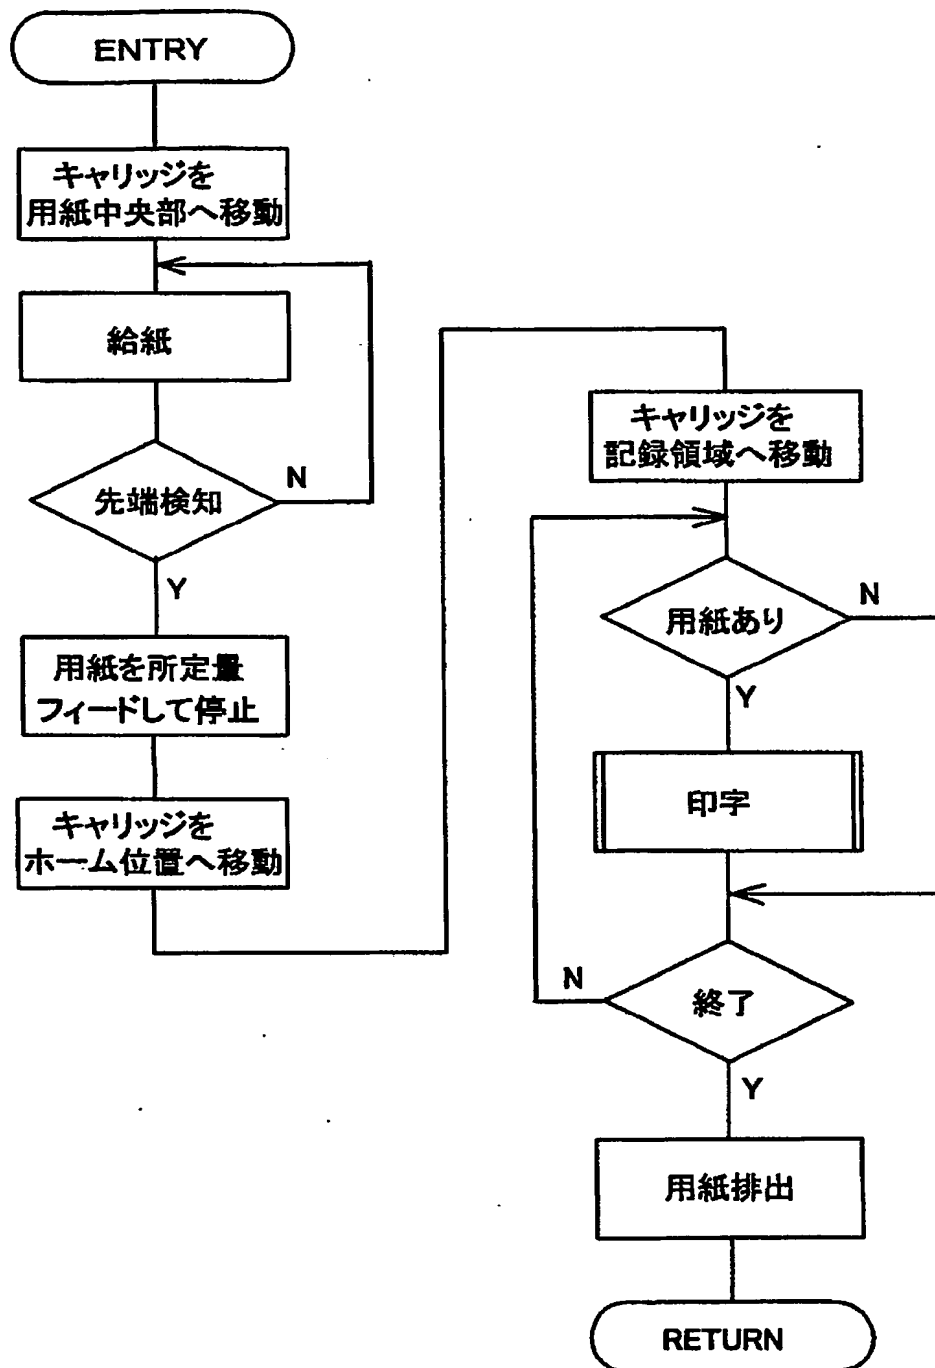 ENTRY
キャリッジを
用紙中央部へ移動
給紙
先端検知
N
Y
用紙を所定量
フィードして停止
キャリッジを
ホーム位置へ移動
キャリッジを
記録領域へ移動
用紙あり
N
Y
印字
終了
N
Y
用紙排出
RETURN